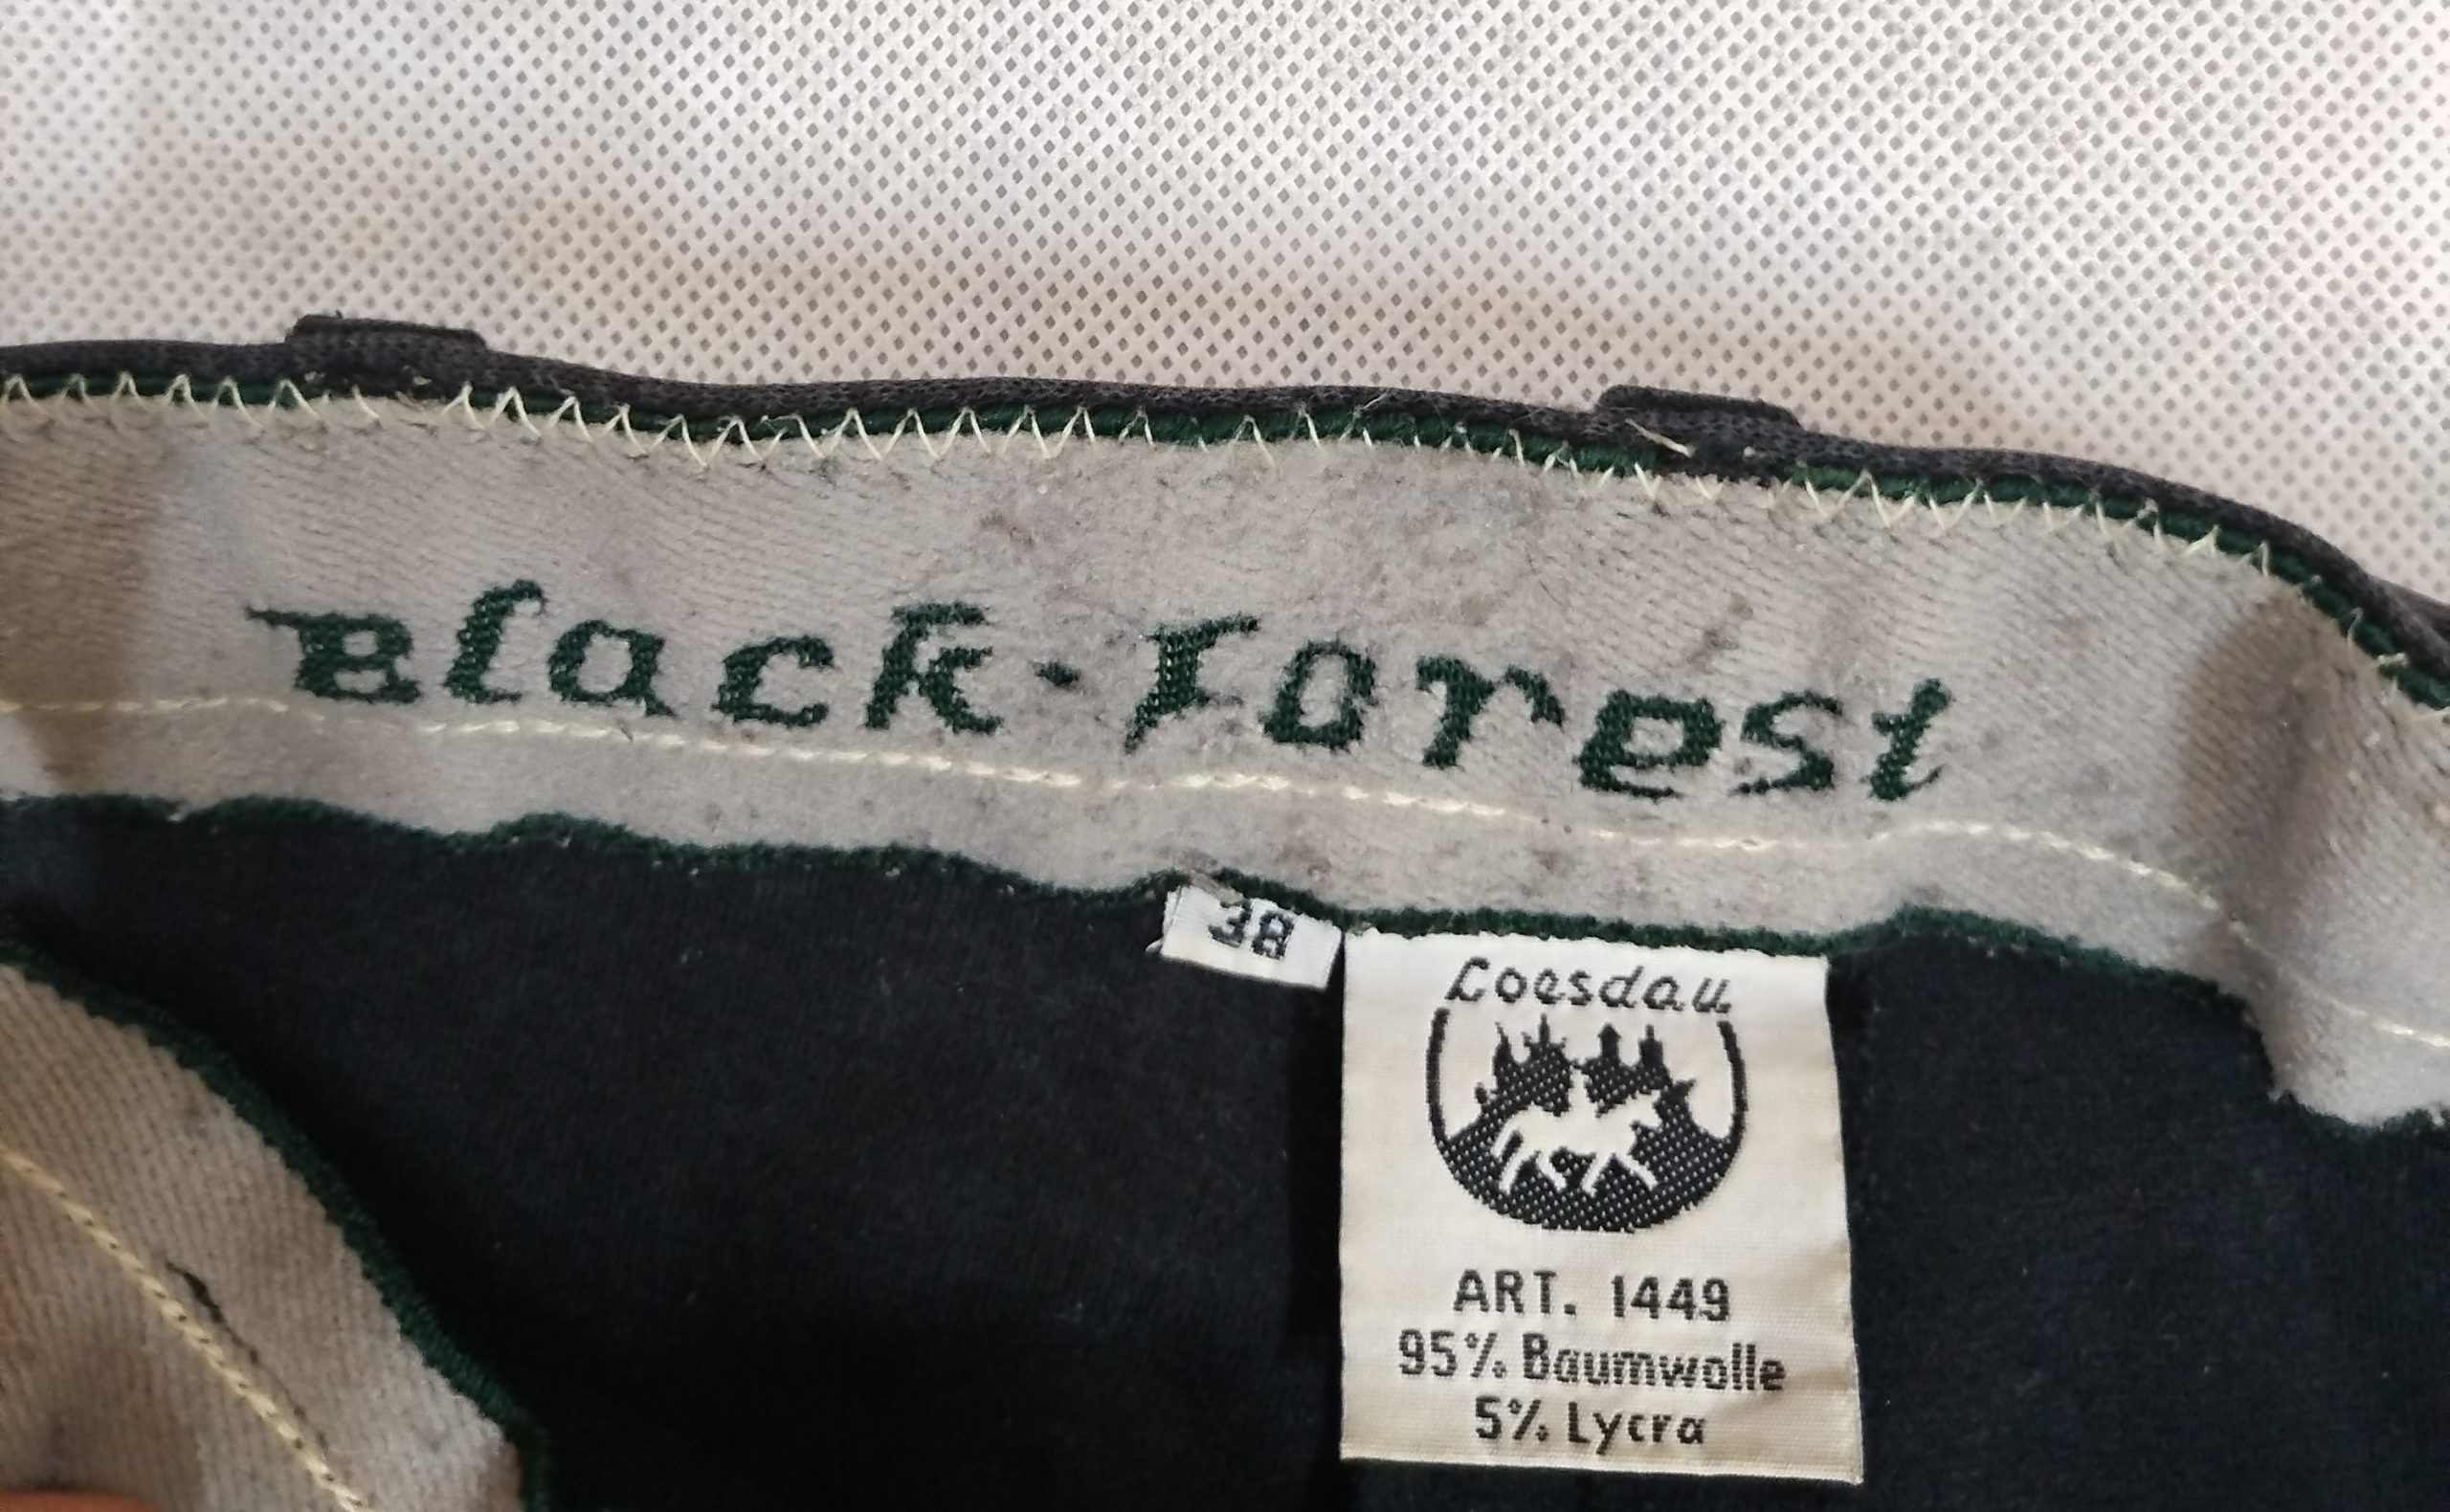 Black-forest
38
Loesdau
ART. 1449
95% Baumwolle
5% Lycra